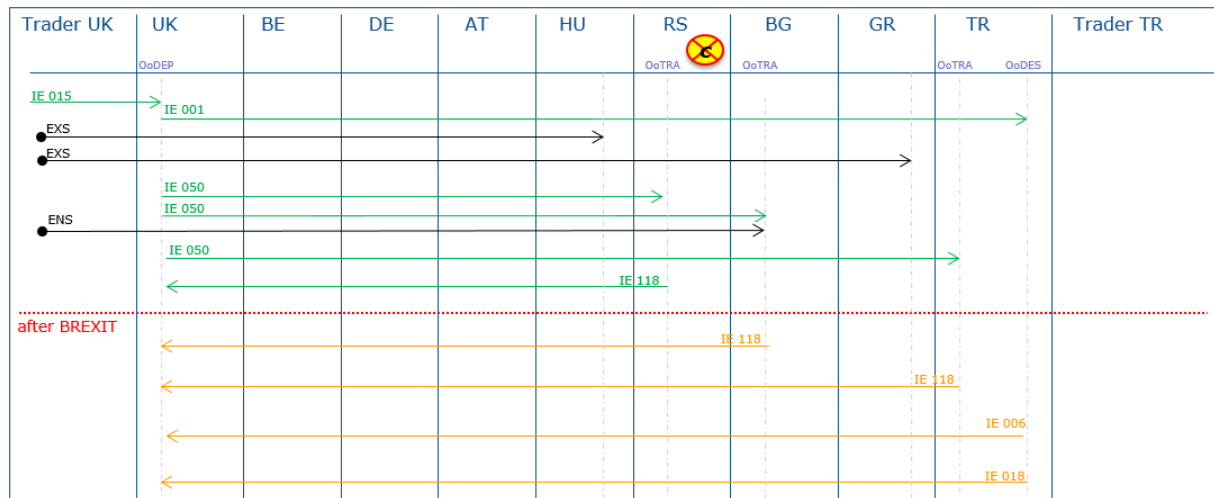 Trader UK UK BE DE AT HU RS BG GR TR Trader TR
c
OoDEP OoTRA OoTRA OoTRA OoDES
IE 015
IE 001
EXS
EXS
IE 050
IE 050
ENS
IE 050
IE 118
after BREXIT
IE 118
IE 118
IE 006
IE 018